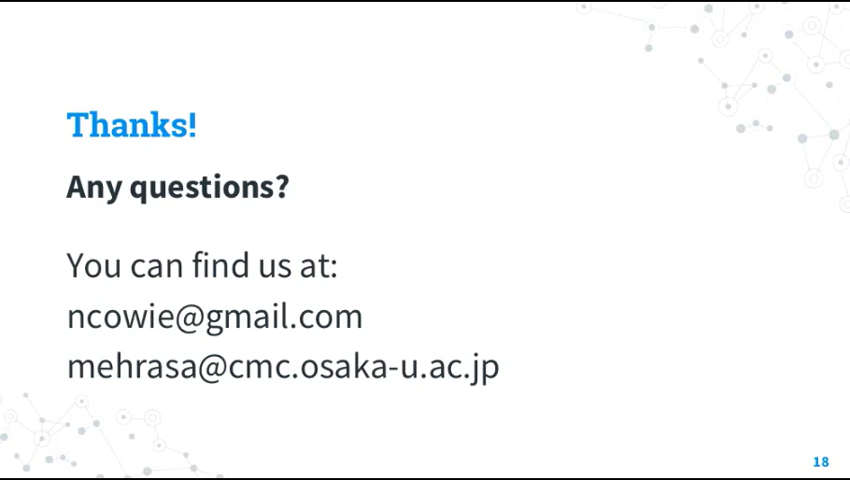 Thanks!
Any questions?
You can find us at:
ncowie@gmail.com
mehrasa@cmc.osaka-u.ac.jp
18